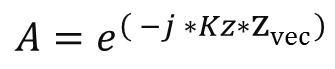 A = e^(−j *Kz*Z_vec)